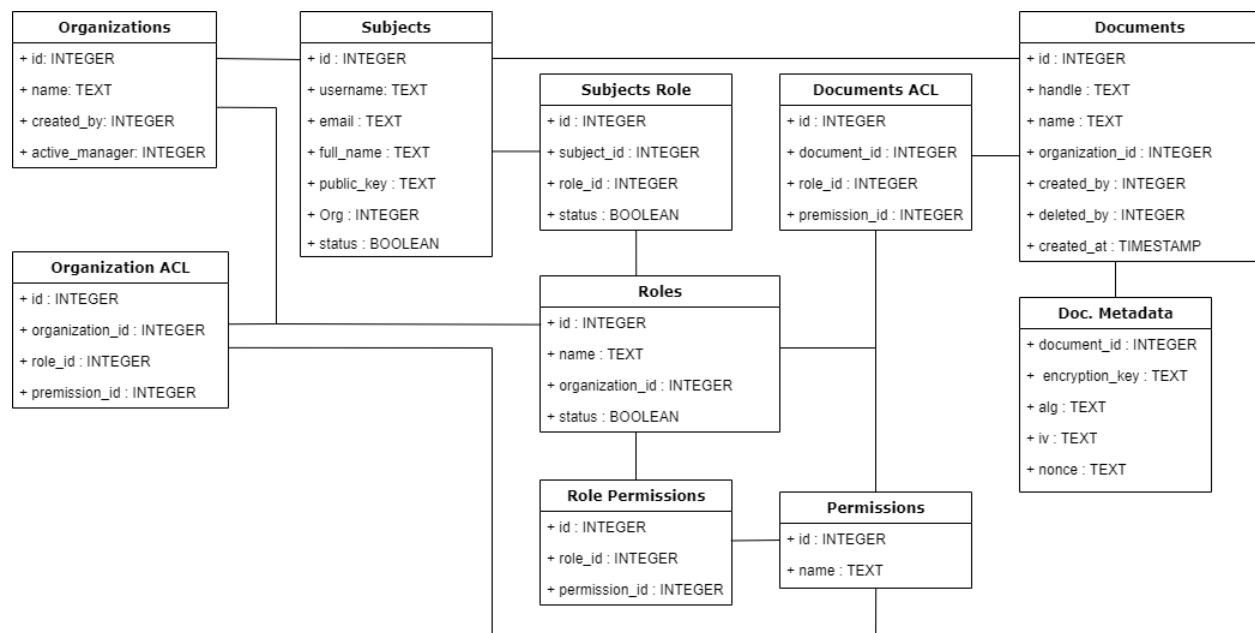 Organizations
+ id: INTEGER
+ name: TEXT
+ created_by: INTEGER
+ active_manager: INTEGER
Subjects
+ id : INTEGER
+ username: TEXT
+ email : TEXT
+ full_name : TEXT
+ public_key : TEXT
+ Org : INTEGER
+ status : BOOLEAN
Subjects Role
+ id : INTEGER
+ subject_id : INTEGER
+ role_id : INTEGER
+ status : BOOLEAN
Documents ACL
+ id : INTEGER
+ document_id : INTEGER
+ role_id : INTEGER
+ premission_id : INTEGER
Documents
+ id : INTEGER
+ handle : TEXT
+ name : TEXT
+ organization_id : INTEGER
+ created_by : INTEGER
+ deleted_by : INTEGER
+ created_at : TIMESTAMP
Organization ACL
+ id : INTEGER
+ organization_id : INTEGER
+ role_id : INTEGER
+ premission_id : INTEGER
Roles
+ id : INTEGER
+ name : TEXT
+ organization_id : INTEGER
+ status : BOOLEAN
Doc. Metadata
+ document_id : INTEGER
+ encryption_key : TEXT
+ alg : TEXT
+ iv : TEXT
+ nonce : TEXT
Role Permissions
+ id : INTEGER
+ role_id : INTEGER
+ permission_id : INTEGER
Permissions
+ id : INTEGER
+ name : TEXT